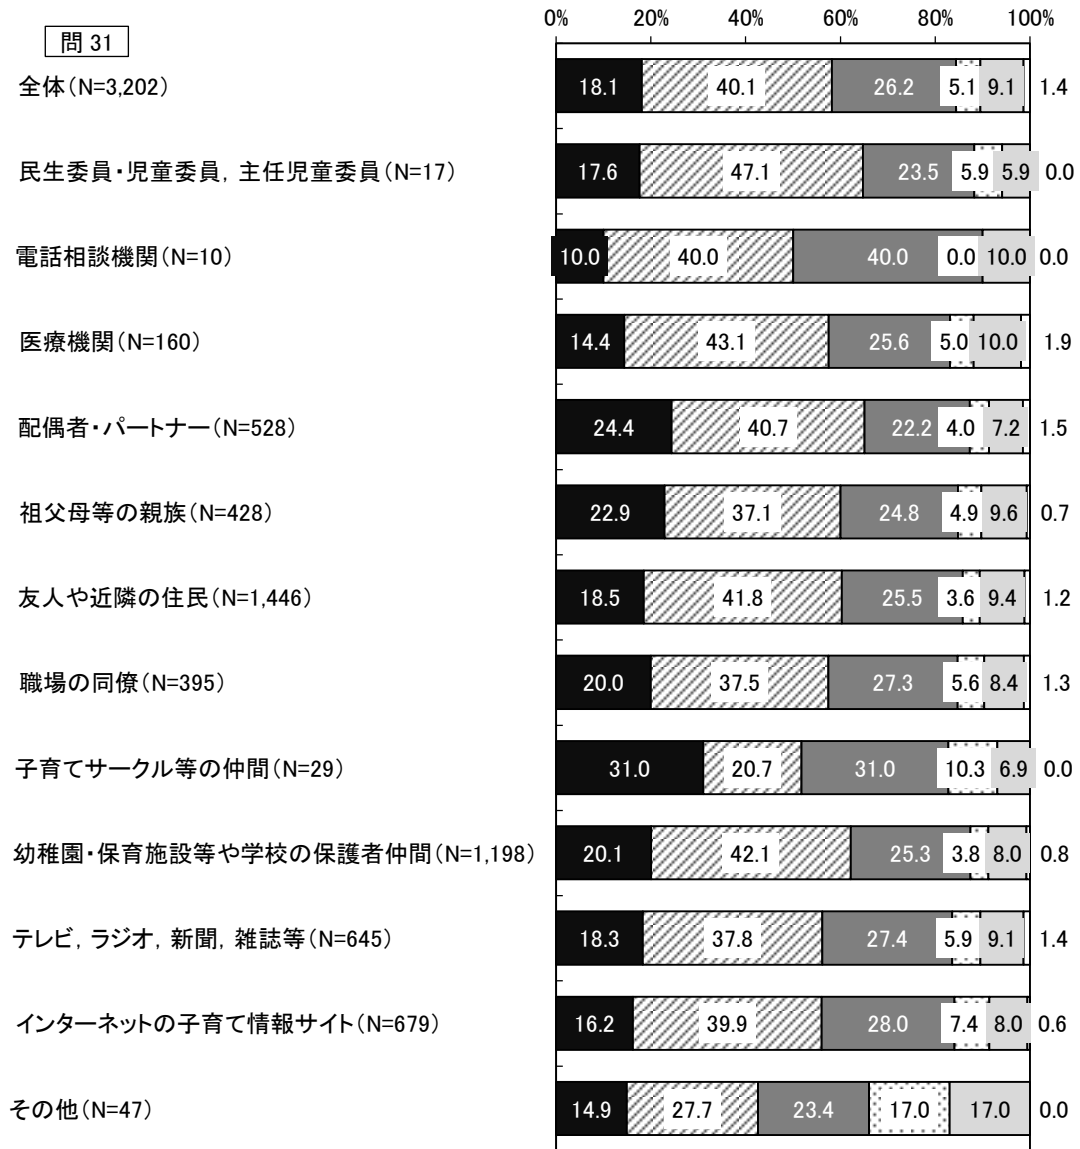 0% 20% 40% 60% 80% 100%
問 31
全体(N=3,202) 18.1 40.1 26.2 5.1 9.1 1.4
民生委員・児童委員, 主任児童委員(N=17) 17.6 47.1 23.5 5.9 5.9 0.0
電話相談機関(N=10) 10.0 40.0 40.0 0.0 10.0 0.0
医療機関(N=160) 14.4 43.1 25.6 5.0 10.0 1.9
配偶者・パートナー(N=528) 24.4 40.7 22.2 4.0 7.2 1.5
祖父母等の親族(N=428) 22.9 37.1 24.8 4.9 9.6 0.7
友人や近隣の住民(N=1,446) 18.5 41.8 25.5 3.6 9.4 1.2
職場の同僚(N=395) 20.0 37.5 27.3 5.6 8.4 1.3
子育てサークル等の仲間(N=29) 31.0 20.7 31.0 10.3 6.9 0.0
幼稚園・保育施設等や学校の保護者仲間(N=1,198) 20.1 42.1 25.3 3.8 8.0 0.8
テレビ, ラジオ, 新聞, 雑誌等(N=645) 18.3 37.8 27.4 5.9 9.1 1.4
インターネットの子育て情報サイト(N=679) 16.2 39.9 28.0 7.4 8.0 0.6
その他(N=47) 14.9 27.7 23.4 17.0 17.0 0.0